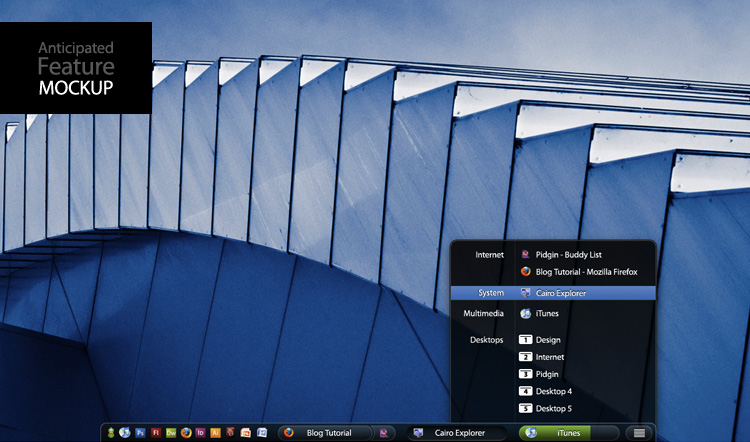 Anticipated
Feature
MOCKUP
Internet Pidgin - Buddy List
Blog Tutorial - Mozilla Firefox
System Cairo Explorer
Multimedia iTunes
Desktops 1 Design
2 Internet
3 Pidgin
4 Desktop 4
5 Desktop 5
Ps Fl Dw Id Ai Blog Tutorial Cairo Explorer iTunes